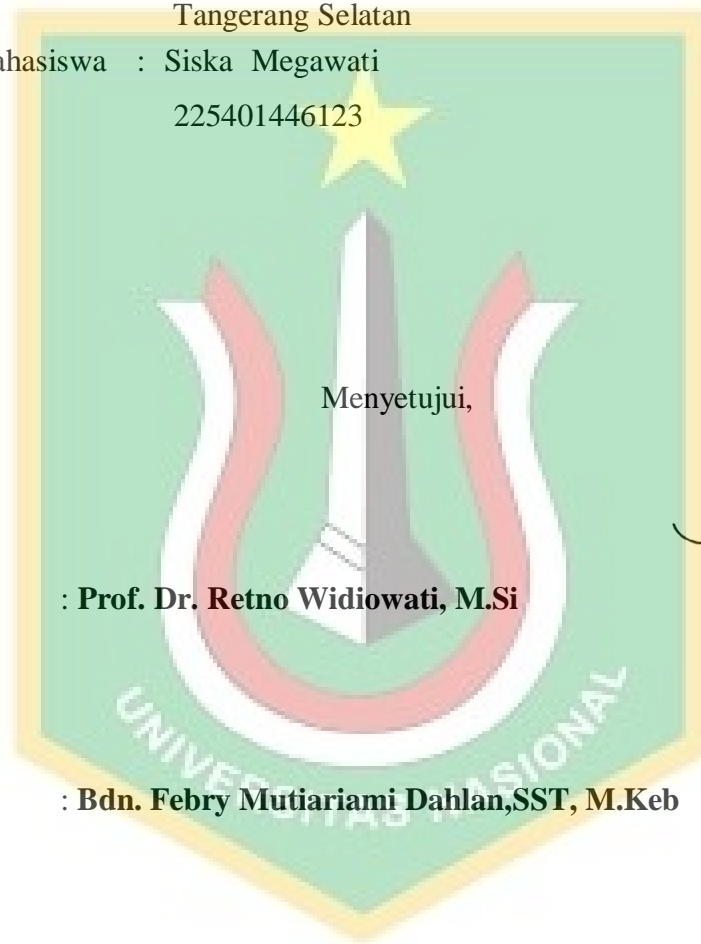 Tangerang Selatan
ahasiswa : Siska Megawati
225401446123
Menyetujui,
: Prof. Dr. Retno Widiowati, M.Si
UNIVERSITAS NASIONAL
: Bdn. Febry Mutiariami Dahlan,SST, M.Keb